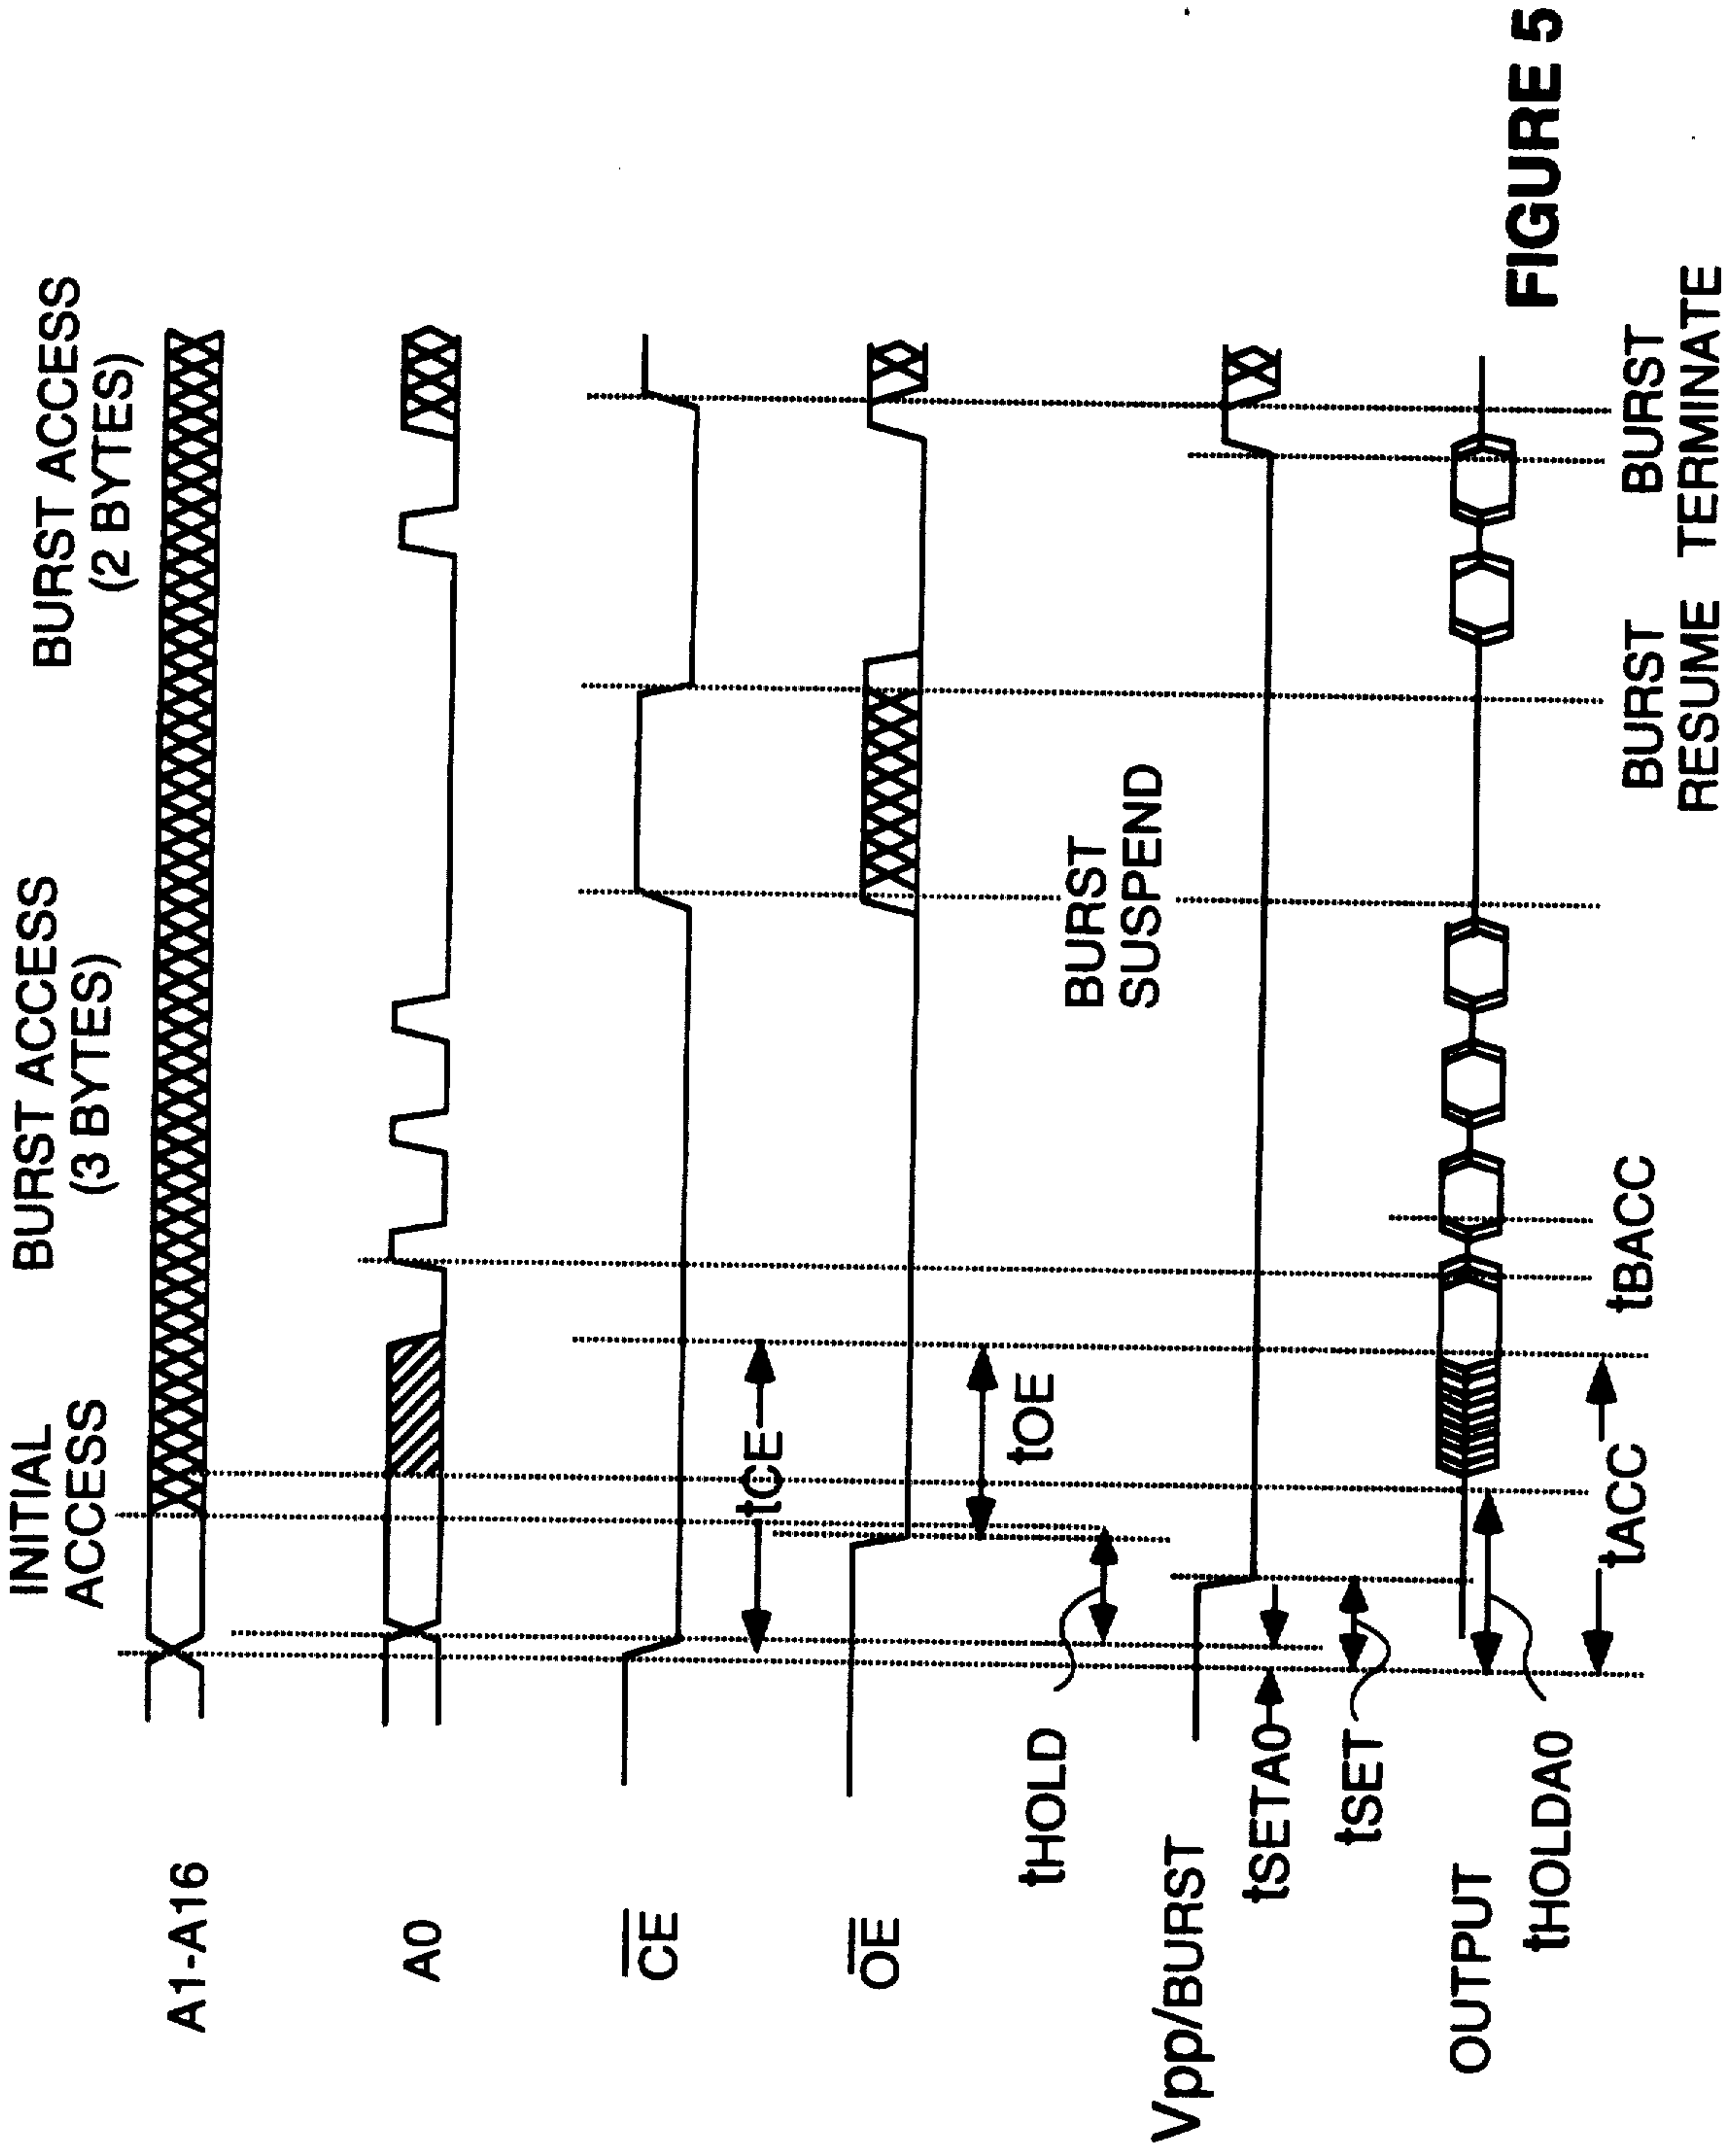 INITIAL
ACCESS
BURST ACCESS
(3 BYTES)
BURST ACCESS
(2 BYTES)
A1-A16
A0
CE
tCE
OE
tOE
tHOLD
BURST
SUSPEND
Vpp/BURST
tSETA0
tSET
OUTPUT
tHOLDA0
tACC
tBACC
BURST
RESUME
BURST
TERMINATE
FIGURE 5